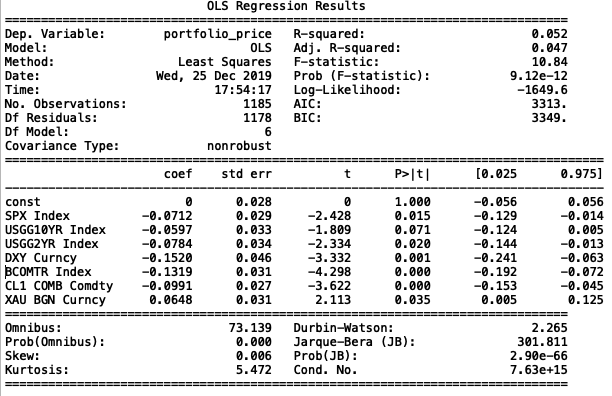 OLS Regression Results
==============================================================================
Dep. Variable: portfolio_price R-squared: 0.052
Model: OLS Adj. R-squared: 0.047
Method: Least Squares F-statistic: 10.84
Date: Wed, 25 Dec 2019 Prob (F-statistic): 9.12e-12
Time: 17:54:17 Log-Likelihood: -1649.6
No. Observations: 1185 AIC: 3313.
Df Residuals: 1178 BIC: 3349.
Df Model: 6
Covariance Type: nonrobust
==============================================================================
coef std err t P>|t| [0.025 0.975]
------------------------------------------------------------------------------
const 0 0.028 0 1.000 -0.056 0.056
SPX Index -0.0712 0.029 -2.428 0.015 -0.129 -0.014
USGG10YR Index -0.0597 0.033 -1.809 0.071 -0.124 0.005
USGG2YR Index -0.0784 0.034 -2.334 0.020 -0.144 -0.013
DXY Curncy -0.1520 0.046 -3.332 0.001 -0.241 -0.063
BCOMTR Index -0.1319 0.031 -4.298 0.000 -0.192 -0.072
CL1 COMB Comdty -0.0991 0.027 -3.622 0.000 -0.153 -0.045
XAU BGN Curncy 0.0648 0.031 2.113 0.035 0.005 0.125
==============================================================================
Omnibus: 73.139 Durbin-Watson: 2.265
Prob(Omnibus): 0.000 Jarque-Bera (JB): 301.811
Skew: 0.006 Prob(JB): 2.90e-66
Kurtosis: 5.472 Cond. No. 7.63e+15
==============================================================================